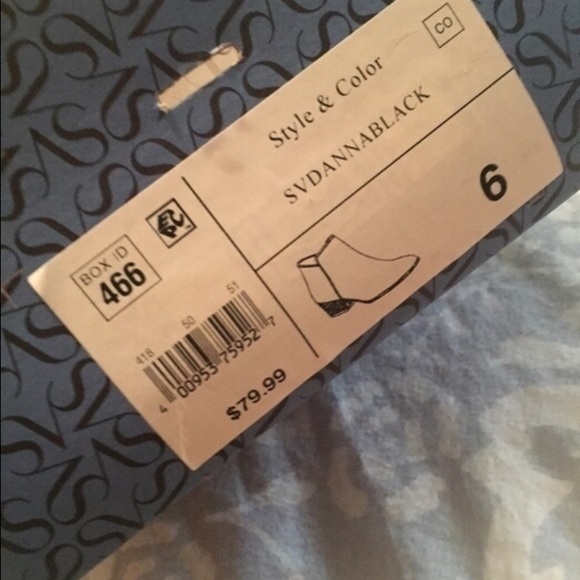 CO
Style & Color
SVDANNABLACK
6
BOX ID
466
418 50 51
4 00953 75952 7
$79.99